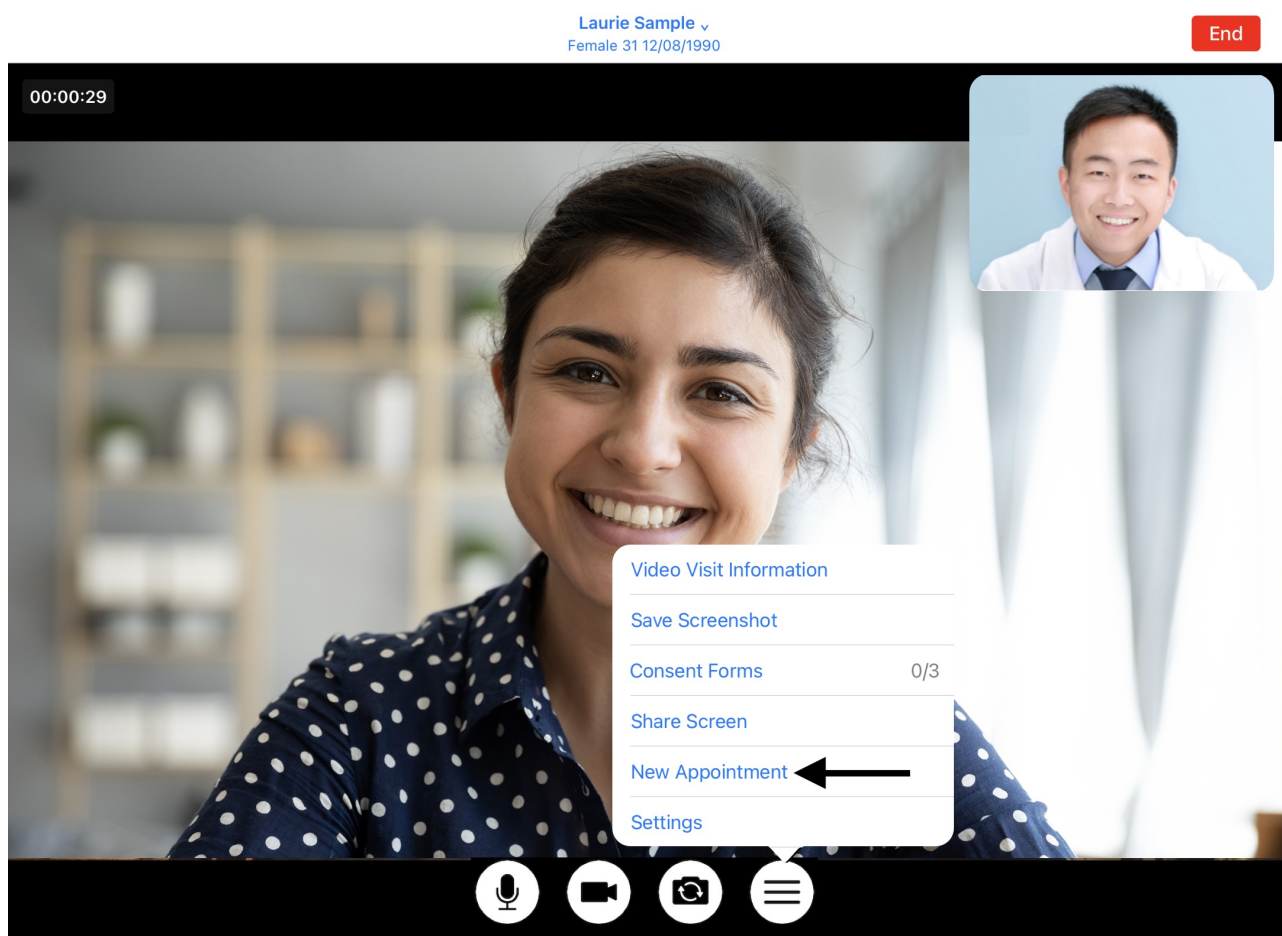 Laurie Sample
Female 31 12/08/1990
End
00:00:29
Video Visit Information
Save Screenshot
Consent Forms 0/3
Share Screen
New Appointment
Settings